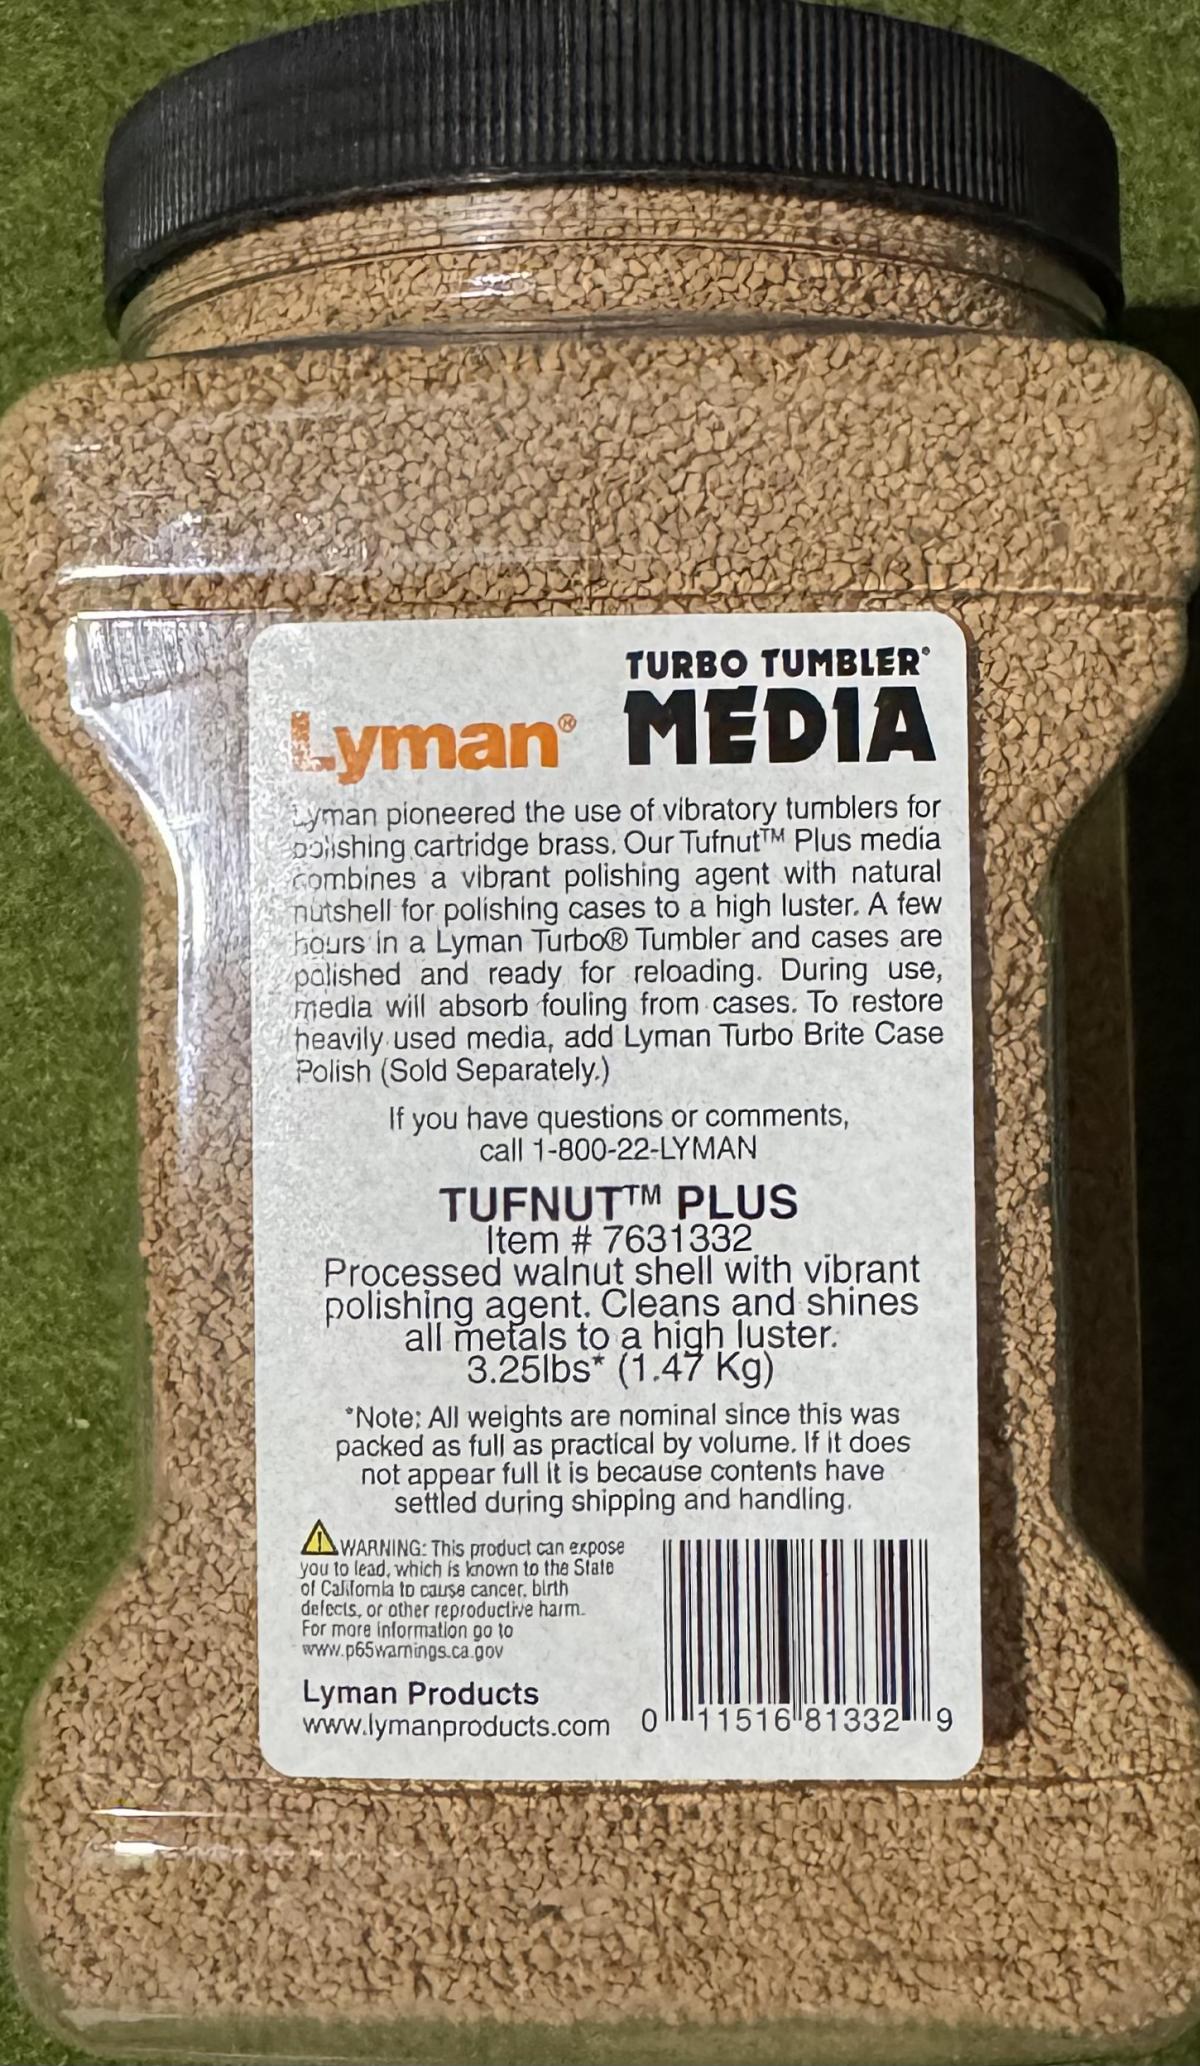 Lyman®
TURBO TUMBLER®
MEDIA
Lyman pioneered the use of vibratory tumblers for
polishing cartridge brass. Our Tufnut™ Plus media
combines a vibrant polishing agent with natural
nutshell for polishing cases to a high luster. A few
hours in a Lyman Turbo® Tumbler and cases are
polished and ready for reloading. During use,
media will absorb fouling from cases. To restore
heavily used media, add Lyman Turbo Brite Case
Polish (Sold Separately.)
If you have questions or comments,
call 1-800-22-LYMAN
TUFNUT™ PLUS
Item # 7631332
Processed walnut shell with vibrant
polishing agent. Cleans and shines
all metals to a high luster.
3.25lbs* (1.47 Kg)
*Note: All weights are nominal since this was
packed as full as practical by volume. If it does
not appear full it is because contents have
settled during shipping and handling.
WARNING: This product can expose
you to lead, which is known to the State
of California to cause cancer, birth
defects, or other reproductive harm.
For more information go to
www.p65warnings.ca.gov
Lyman Products
www.lymanproducts.com
0 11516 81332 9